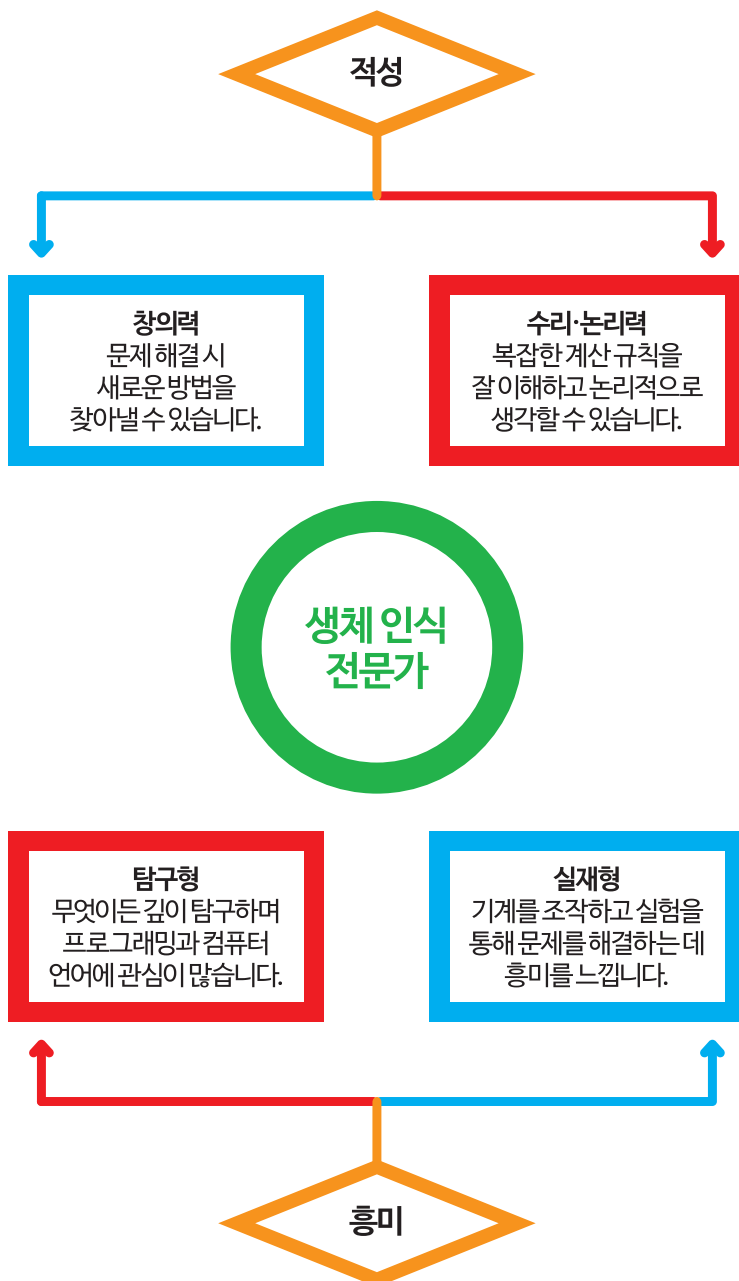 적성
창의력
문제 해결 시
새로운 방법을
찾아낼 수 있습니다.
수리·논리력
복잡한 계산 규칙을
잘 이해하고 논리적으로
생각할 수 있습니다.
생체 인식
전문가
탐구형
무엇이든 깊이 탐구하며
프로그래밍과 컴퓨터
언어에 관심이 많습니다.
실재형
기계를 조작하고 실험을
통해 문제를 해결하는 데
흥미를 느낍니다.
흥미